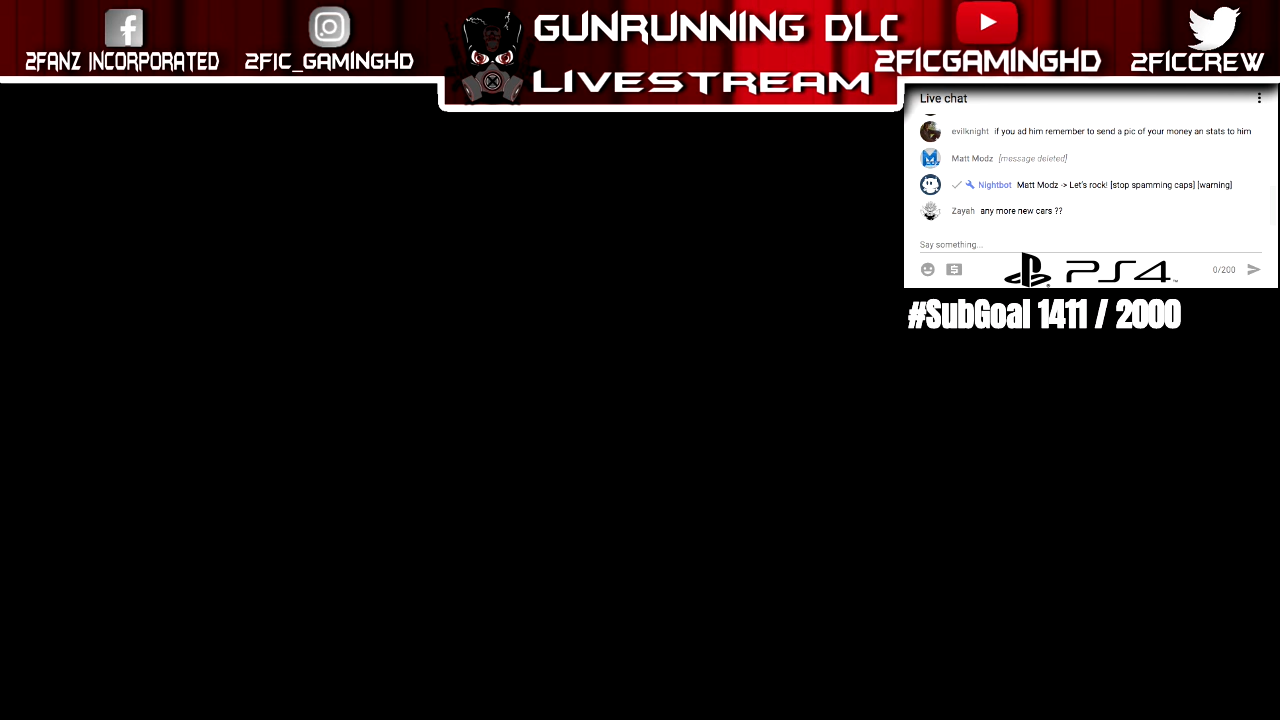 2FANZ INCORPORATED
2FIC_GAMINGHD
GUNRUNNING DLC
LIVESTREAM
2FICGAMINGHD
2FICCREW
Live chat
evilknight if you ad him remember to send a pic of your money an stats to him
Matt Modz [message deleted]
Nightbot Matt Modz -> Let's rock! [stop spamming caps] [warning]
Zayah any more new cars ??
Say something...
PS4™
0/200
#SubGoal 1411 / 2000